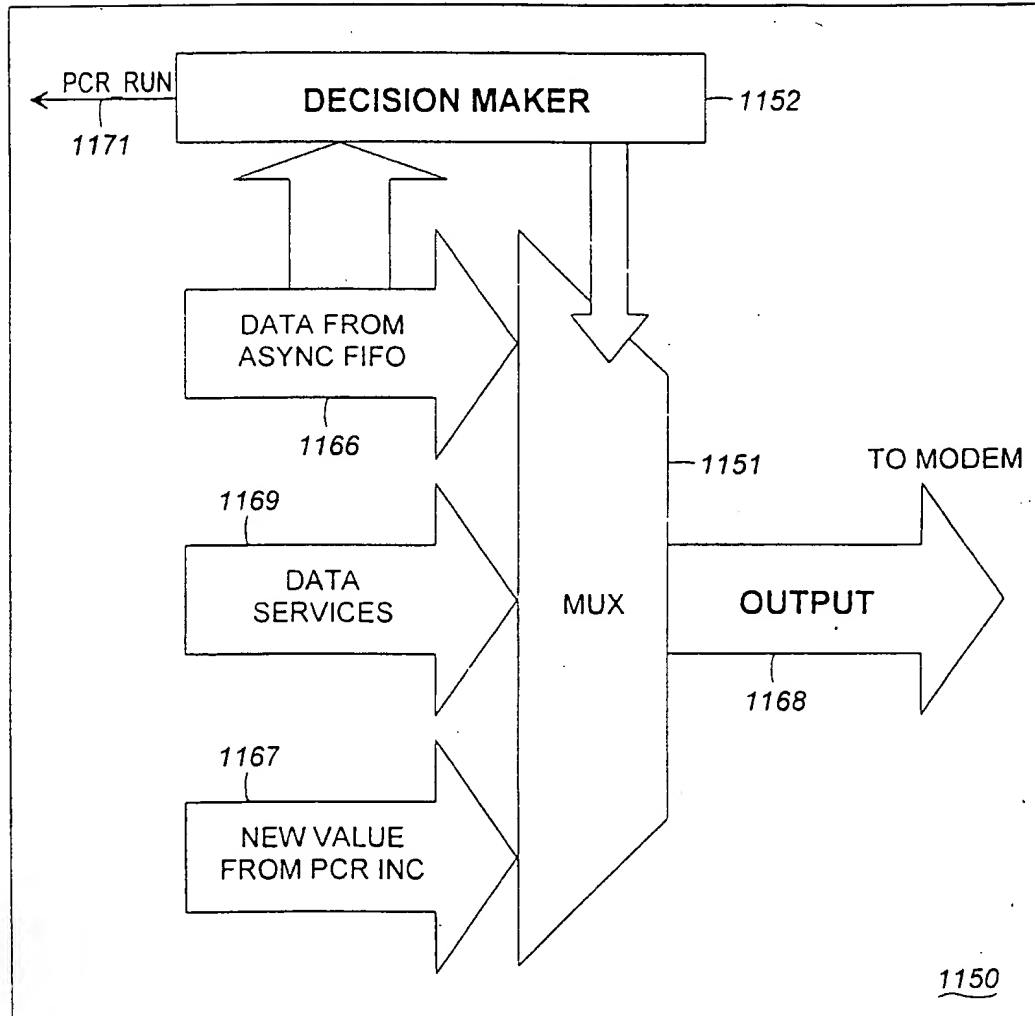 PCR RUN
DECISION MAKER
1152
1171
DATA FROM
ASYNC FIFO
1166
1151
TO MODEM
1169
DATA
SERVICES
MUX
OUTPUT
1168
1167
NEW VALUE
FROM PCR INC
1150